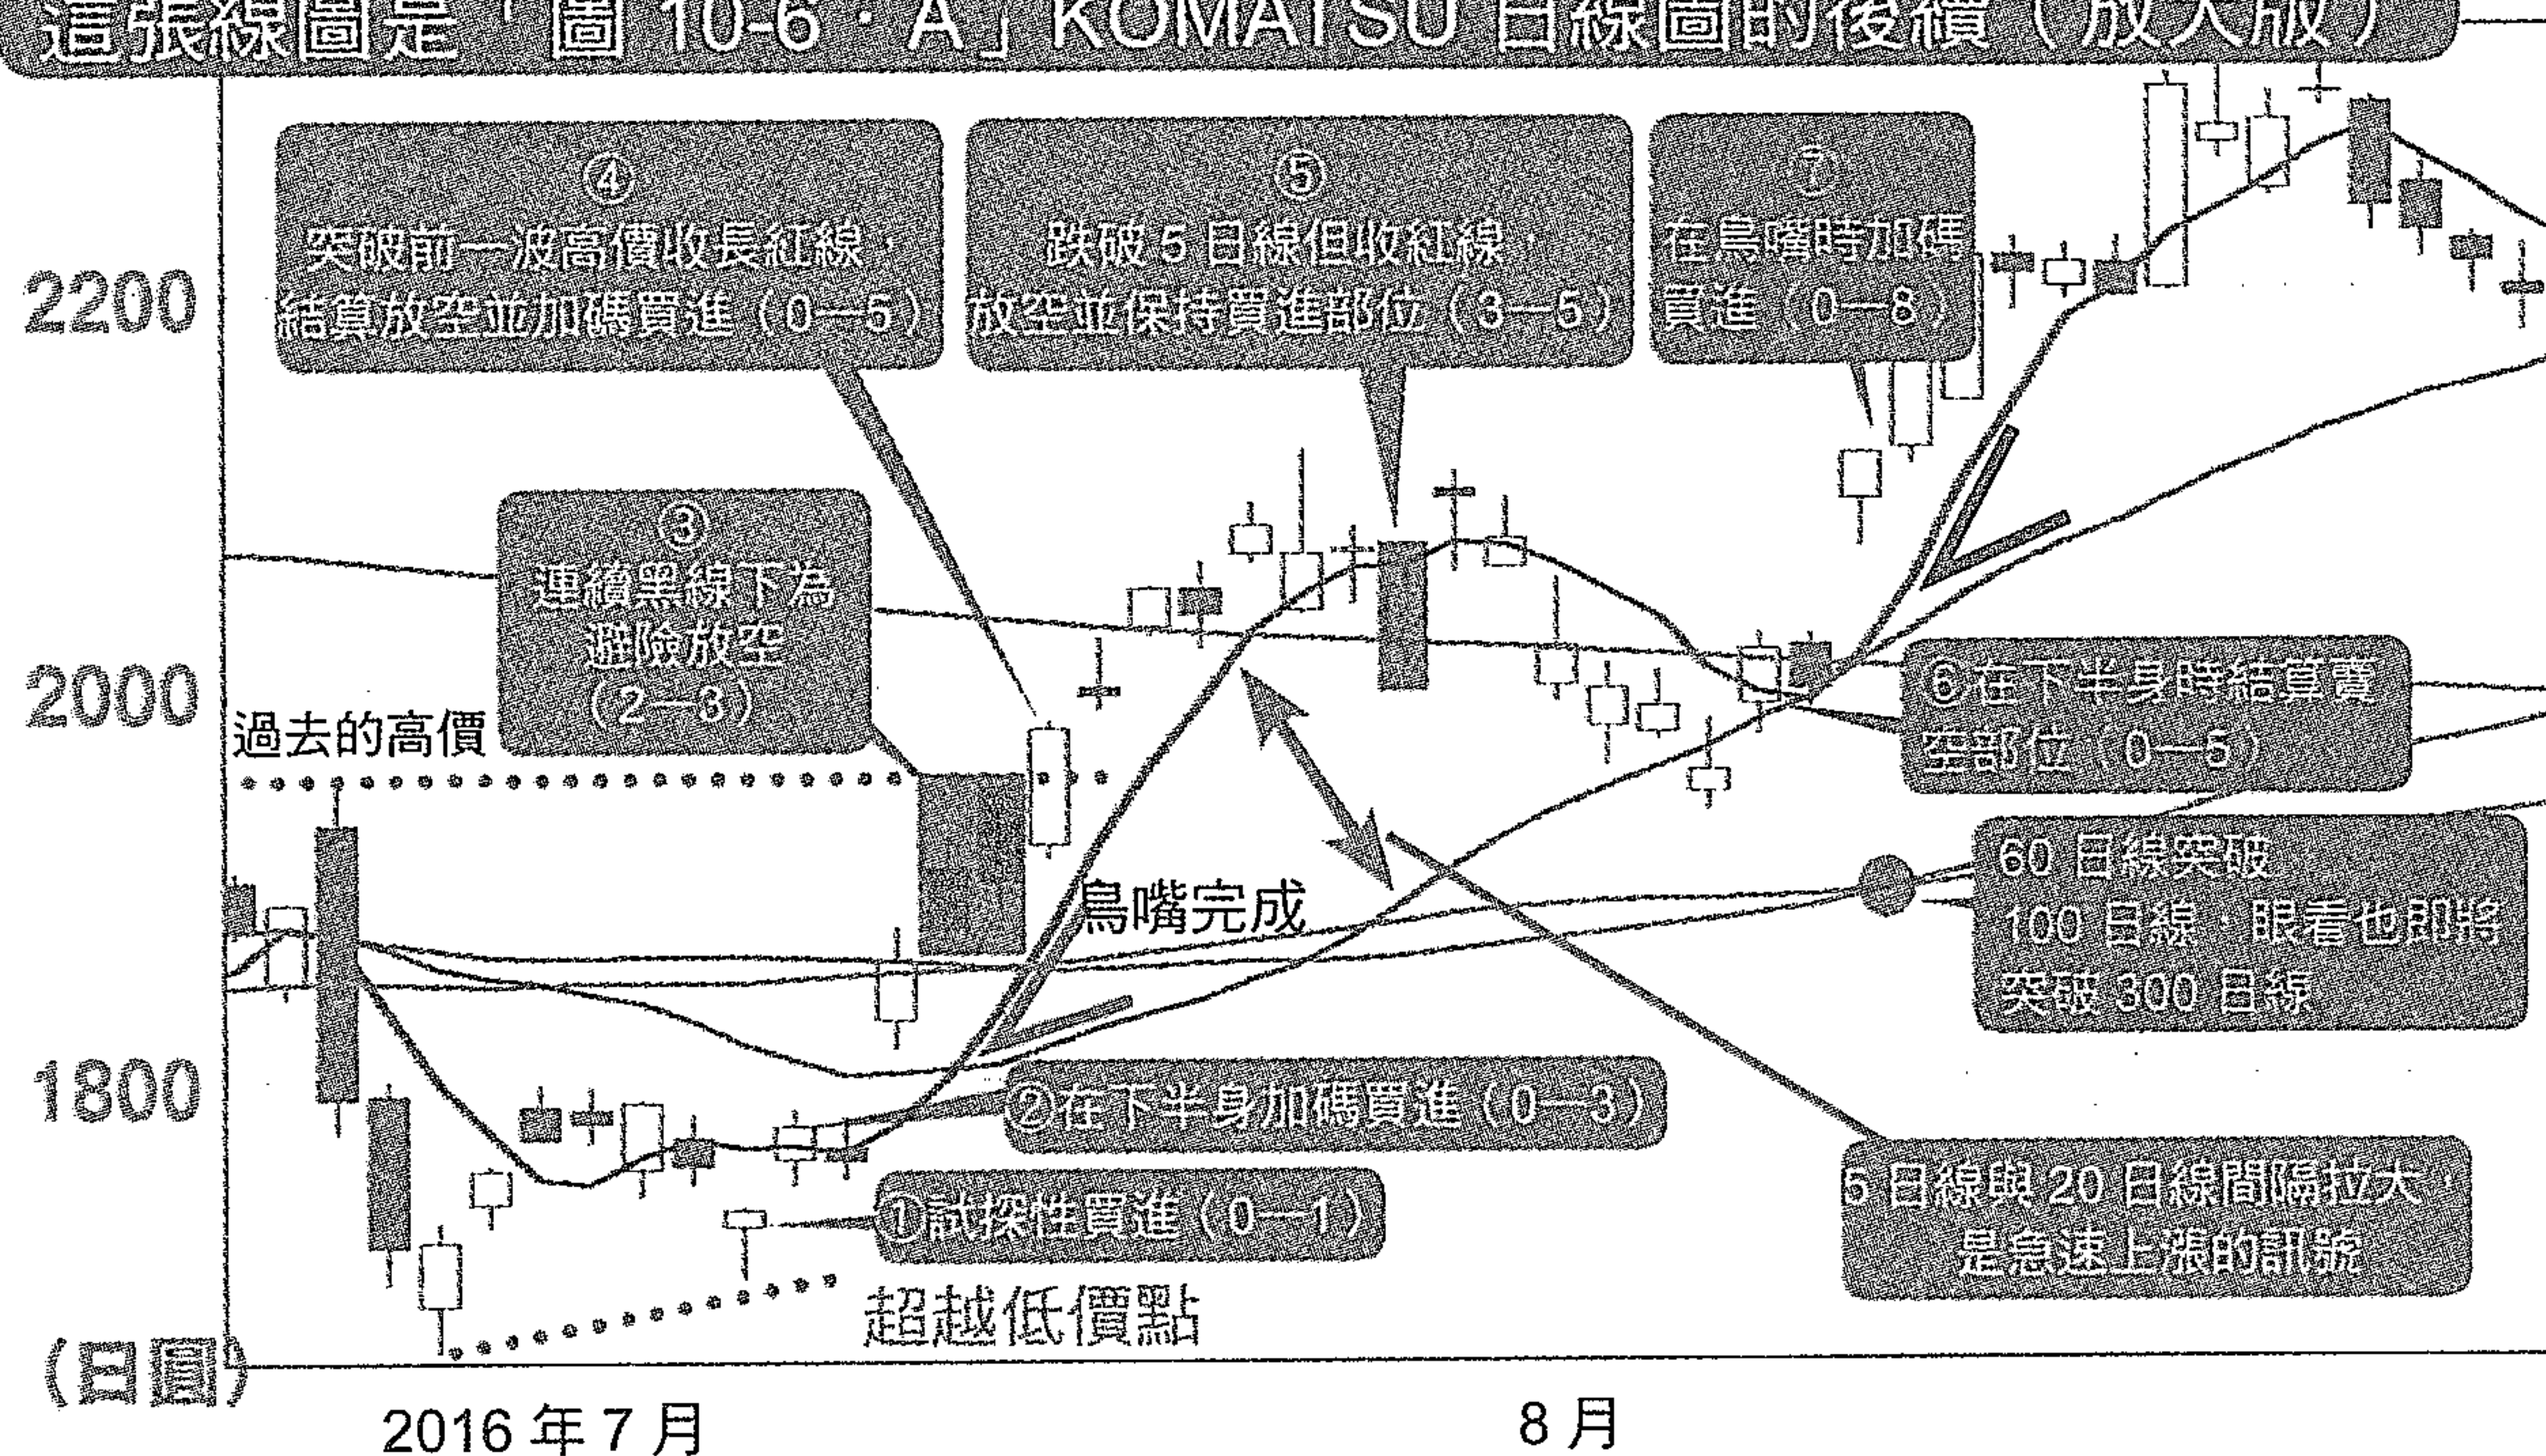 這張線圖是「圖 10-6・A」KOMATSU 日線圖的後續（放大版）
④
突破前一波高價收長紅線，
結算放空並加碼買進（0—5）
⑤
跌破 5 日線但收紅線，
放空並保持買進部位（3—5）
⑦
在鳥嘴時加碼
買進（0—8）
2200
③
連續黑線下為
避險放空
（2—3）
2000
過去的高價
⑥在下半身時結算賣
空部位（0—5）
60 日線突破
100 日線，眼看也即將
突破 300 日線
鳥嘴完成
1800
②在下半身加碼買進（0—3）
①試探性買進（0—1）
5 日線與 20 日線間隔拉大，
是急速上漲的訊號
超越低價點
(日圓)
2016 年 7 月
8 月